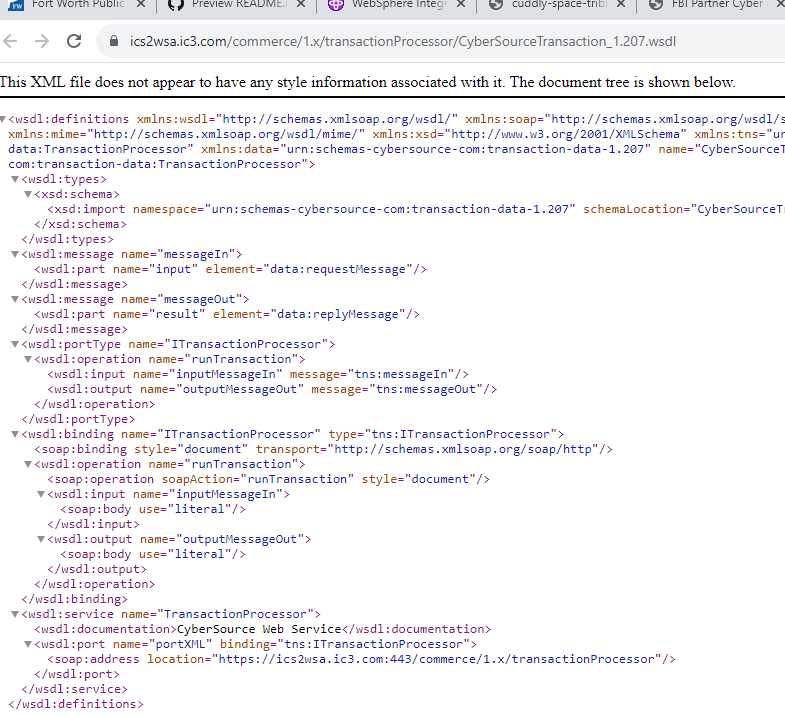 Fort Worth Public
Preview README.
WebSphere Integ
cuddly-space-trib
FBI Partner Cyber
ics2wsa.ic3.com/commerce/1.x/transactionProcessor/CyberSourceTransaction_1.207.wsdl
This XML file does not appear to have any style information associated with it. The document tree is shown below.
<wsdl:definitions xmlns:wsdl="http://schemas.xmlsoap.org/wsdl/" xmlns:soap="http://schemas.xmlsoap.org/wsdl/s
xmlns:mime="http://schemas.xmlsoap.org/wsdl/mime/" xmlns:xsd="http://www.w3.org/2001/XMLSchema" xmlns:tns="ur
data:TransactionProcessor" xmlns:data="urn:schemas-cybersource-com:transaction-data-1.207" name="CyberSourceT
com:transaction-data:TransactionProcessor">
<wsdl:types>
<xsd:schema>
<xsd:import namespace="urn:schemas-cybersource-com:transaction-data-1.207" schemaLocation="CyberSourceTr
</xsd:schema>
</wsdl:types>
<wsdl:message name="messageIn">
<wsdl:part name="input" element="data:requestMessage"/>
</wsdl:message>
<wsdl:message name="messageOut">
<wsdl:part name="result" element="data:replyMessage"/>
</wsdl:message>
<wsdl:portType name="ITransactionProcessor">
<wsdl:operation name="runTransaction">
<wsdl:input name="inputMessageIn" message="tns:messageIn"/>
<wsdl:output name="outputMessageOut" message="tns:messageOut"/>
</wsdl:operation>
</wsdl:portType>
<wsdl:binding name="ITransactionProcessor" type="tns:ITransactionProcessor">
<soap:binding style="document" transport="http://schemas.xmlsoap.org/soap/http"/>
<wsdl:operation name="runTransaction">
<soap:operation soapAction="runTransaction" style="document"/>
<wsdl:input name="inputMessageIn">
<soap:body use="literal"/>
</wsdl:input>
<wsdl:output name="outputMessageOut">
<soap:body use="literal"/>
</wsdl:output>
</wsdl:operation>
</wsdl:binding>
<wsdl:service name="TransactionProcessor">
<wsdl:documentation>CyberSource Web Service</wsdl:documentation>
<wsdl:port name="portXML" binding="tns:ITransactionProcessor">
<soap:address location="https://ics2wsa.ic3.com:443/commerce/1.x/transactionProcessor"/>
</wsdl:port>
</wsdl:service>
</wsdl:definitions>